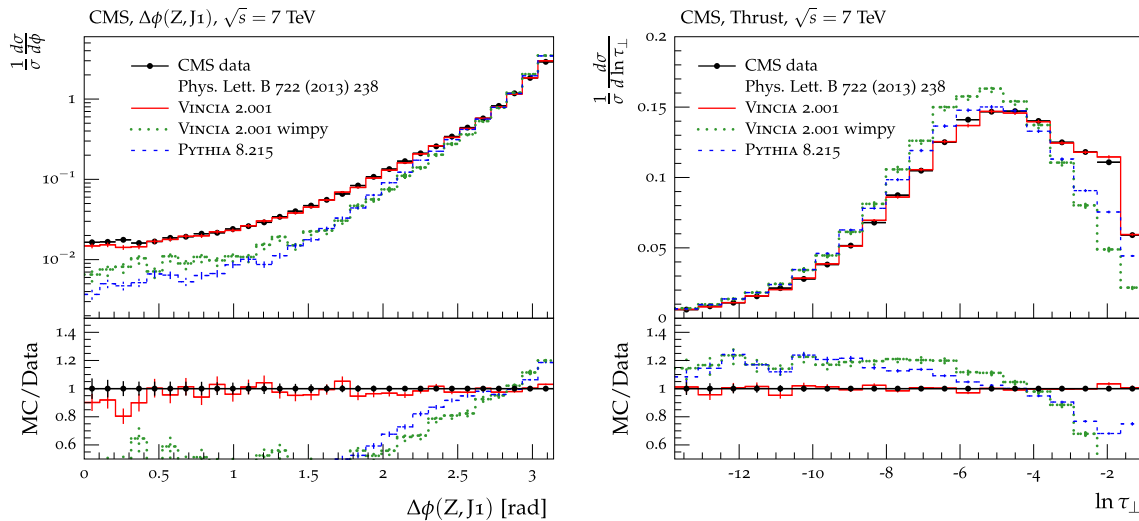 CMS, Δϕ(Z, J1), √s = 7 TeV
1/σ dσ/dϕ
CMS data
Phys. Lett. B 722 (2013) 238
VINCIA 2.001
VINCIA 2.001 wimpy
PYTHIA 8.215
1
10⁻¹
10⁻²
1.4
1.2
1
0.8
0.6
MC/Data
0 0.5 1 1.5 2 2.5 3
Δϕ(Z, J1) [rad]
CMS, Thrust, √s = 7 TeV
1/σ dσ/d ln τ⊥
0.2
CMS data
Phys. Lett. B 722 (2013) 238
VINCIA 2.001
VINCIA 2.001 wimpy
PYTHIA 8.215
0.15
0.1
0.05
0
1.4
1.2
1
0.8
0.6
MC/Data
-12 -10 -8 -6 -4 -2
ln τ⊥